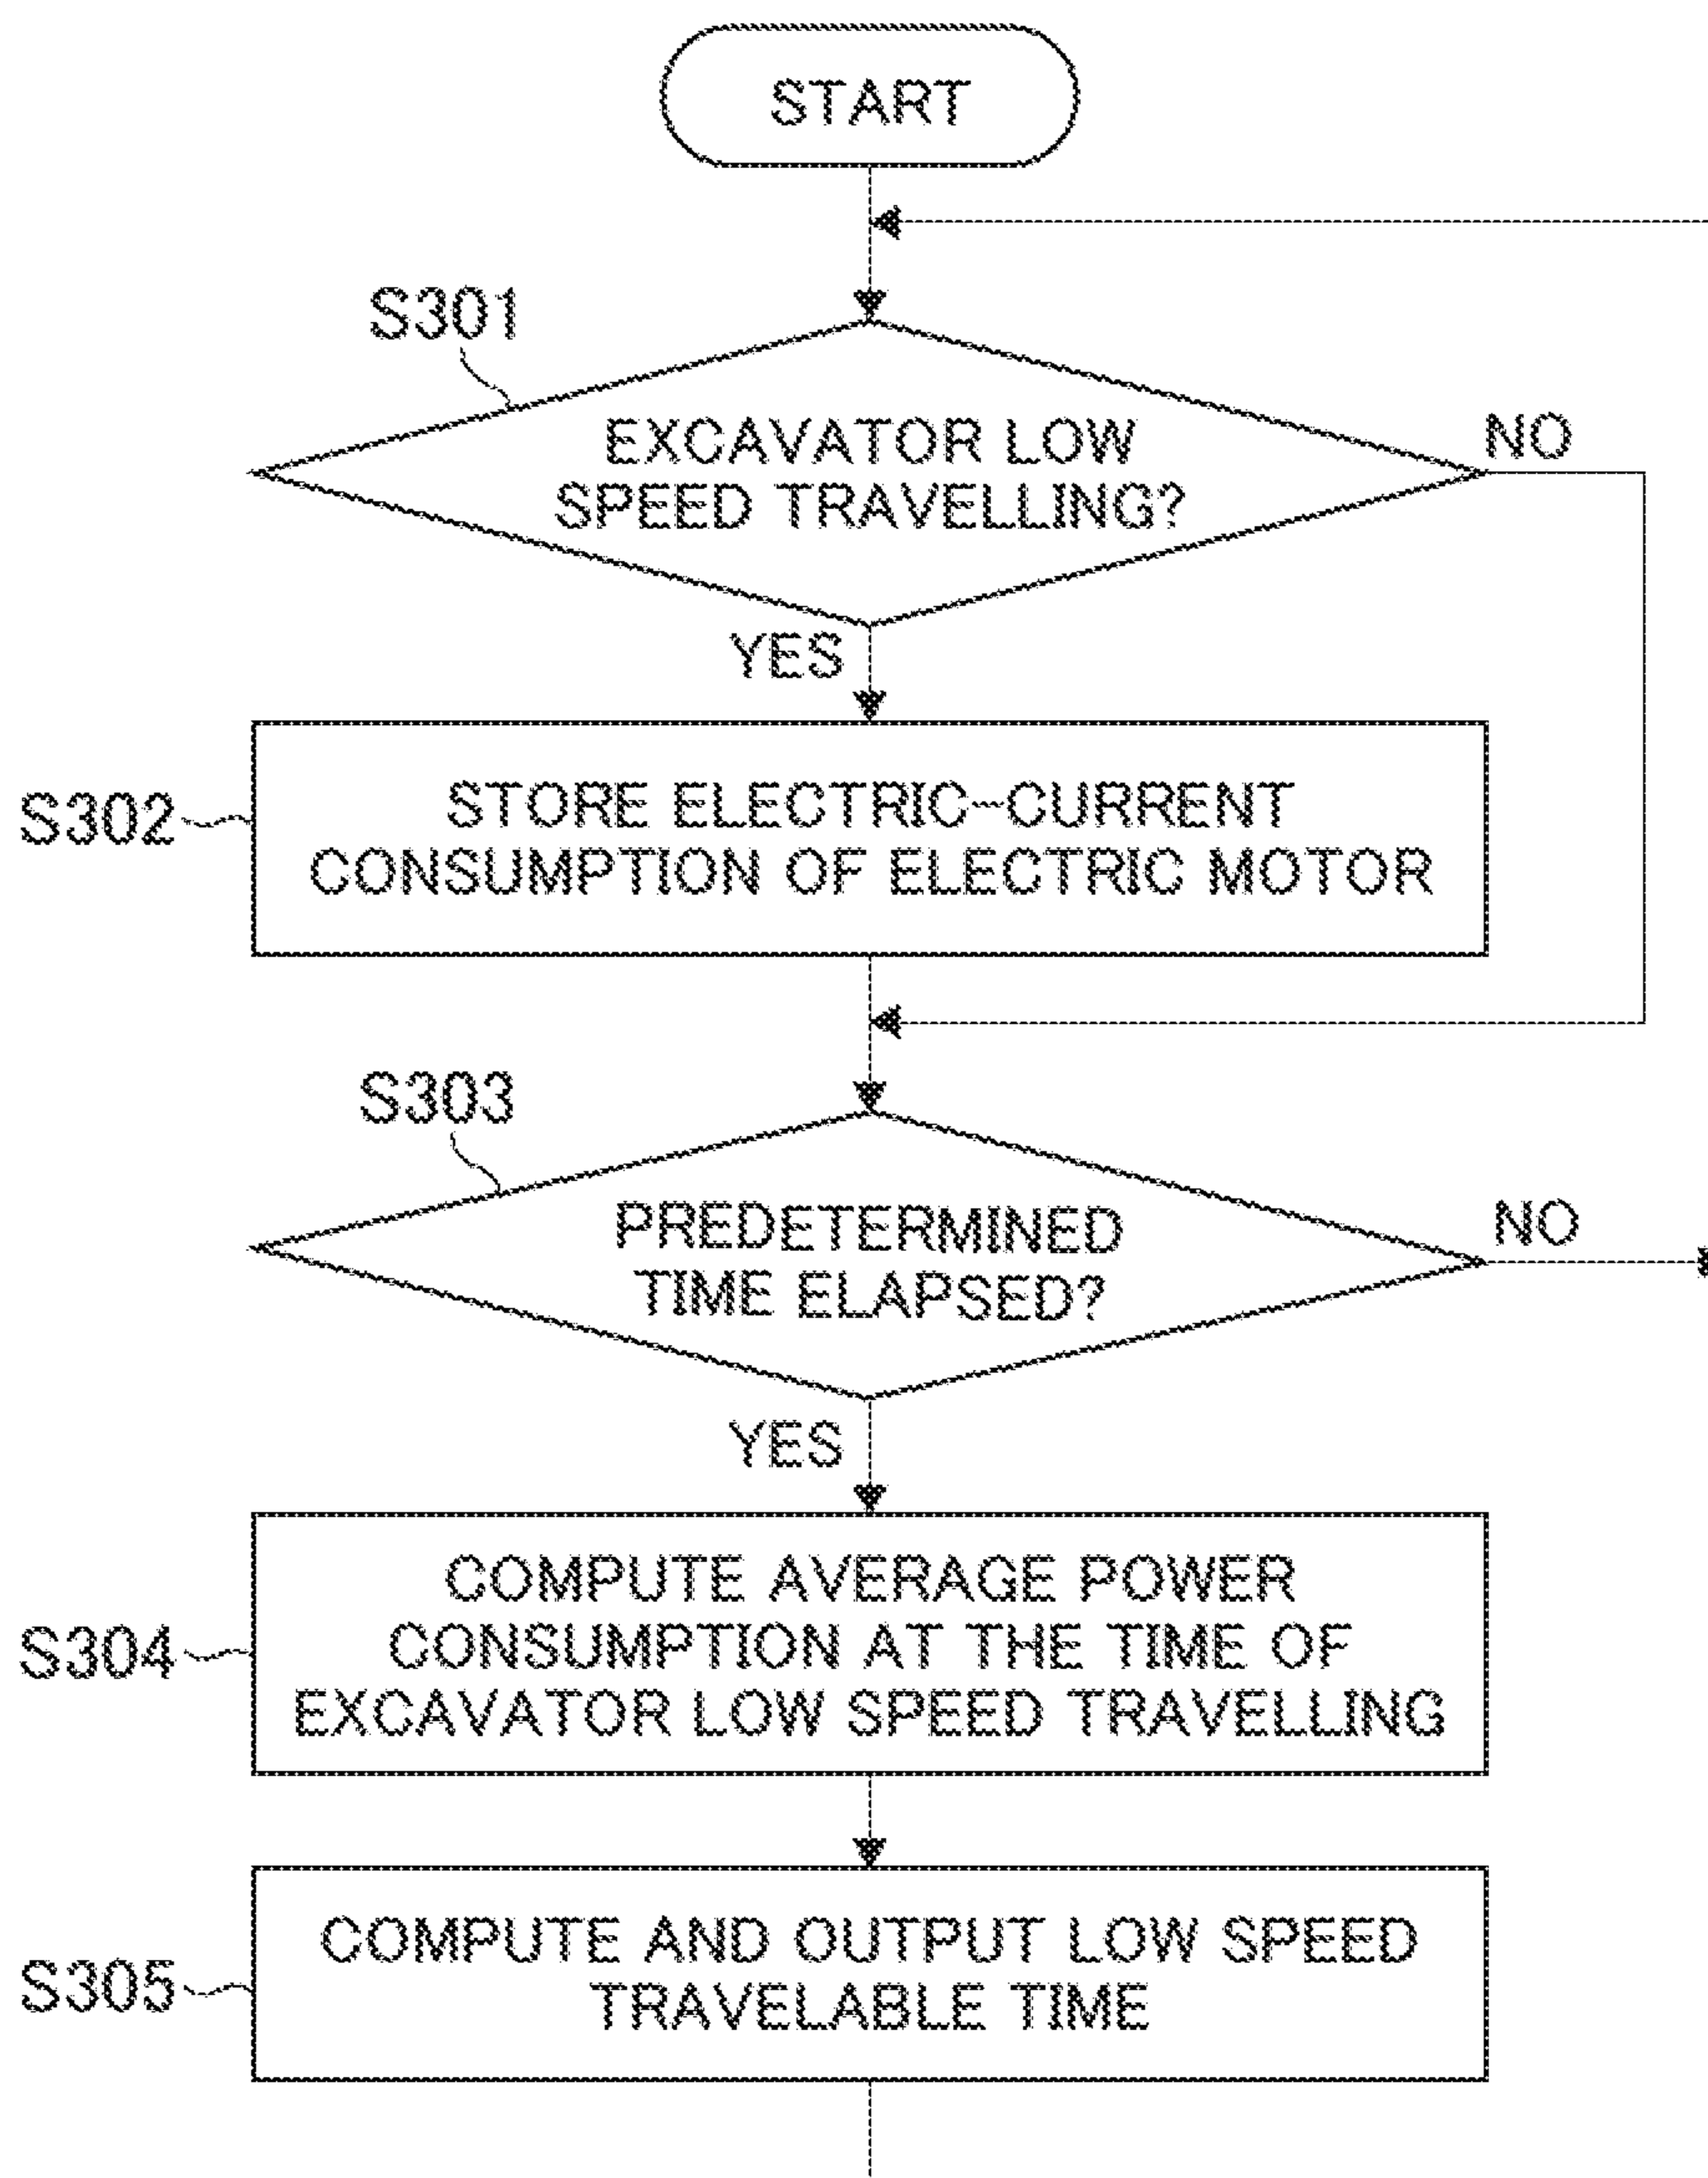 START
S301
EXCAVATOR LOW
SPEED TRAVELLING?
NO
YES
S302
STORE ELECTRIC-CURRENT
CONSUMPTION OF ELECTRIC MOTOR
S303
PREDETERMINED
TIME ELAPSED?
NO
YES
S304
COMPUTE AVERAGE POWER
CONSUMPTION AT THE TIME OF
EXCAVATOR LOW SPEED TRAVELLING
S305
COMPUTE AND OUTPUT LOW SPEED
TRAVELABLE TIME